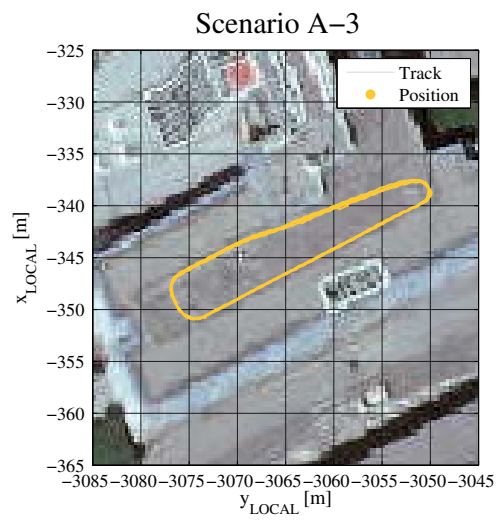 Scenario A−3
Track
Position
−325
−330
−335
−340
−345
−350
−355
−360
−365
x_LOCAL [m]
−3085−3080−3075−3070−3065−3060−3055−3050−3045
y_LOCAL [m]